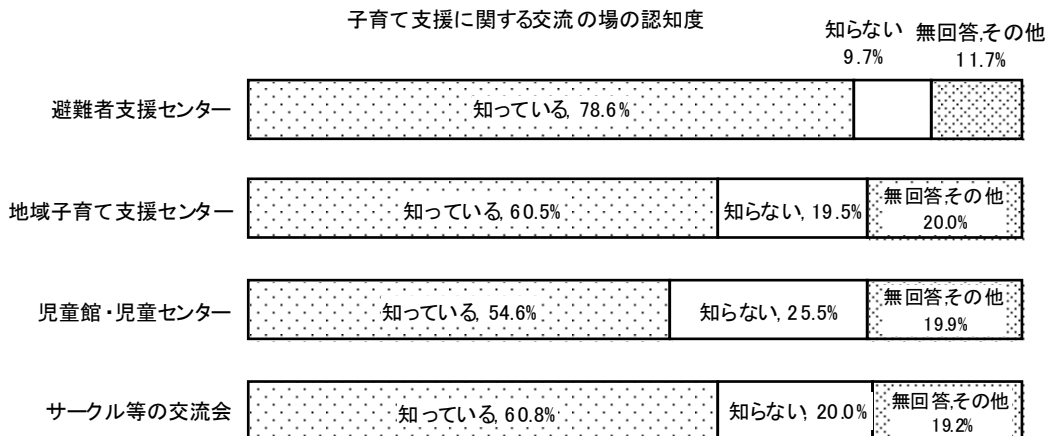 子育て支援に関する交流の場の認知度
知らない 無回答,その他
9.7% 11.7%
避難者支援センター 知っている, 78.6%
地域子育て支援センター 知っている, 60.5% 知らない, 19.5% 無回答,その他
20.0%
児童館・児童センター 知っている, 54.6% 知らない, 25.5% 無回答,その他
19.9%
サークル等の交流会 知っている, 60.8% 知らない, 20.0% 無回答,その他
19.2%